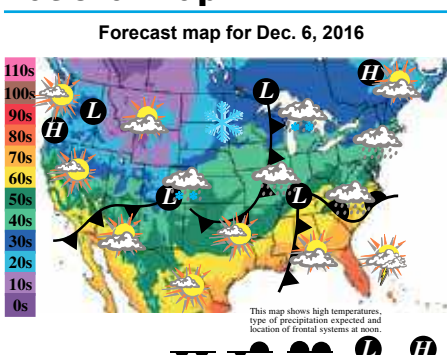 Forecast map for Dec. 6, 2016
110s
100s
90s
80s
70s
60s
50s
40s
30s
20s
10s
0s
H
L
H
L
L
L
This map shows high temperatures,
type of precipitation expected and
location of frontal systems at noon.
L H